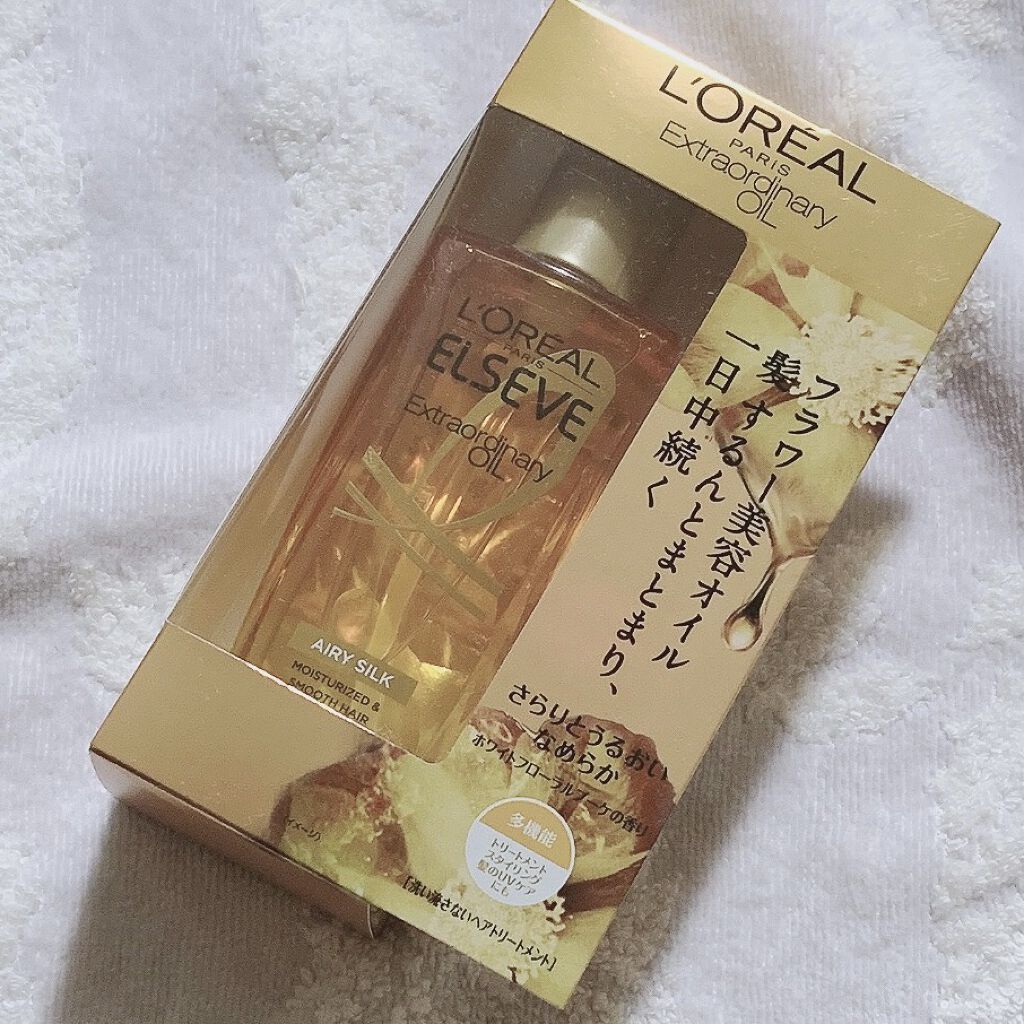 L'ORÉAL
PARIS
Extraordinary
OIL
L'ORÉAL
PARIS
ELSEVE
Extraordinary
OIL
AIRY SILK
MOISTURIZED &
SMOOTH HAIR
フラワー美容オイル
髪するんとまとまり、
一日中続く
さらりとうるおい
なめらか
ホワイトフローラルブーケの香り
多機能
トリートメント
スタイリング
髪のUVケア
にも
[洗い流さないヘアトリートメント]
イメージ)